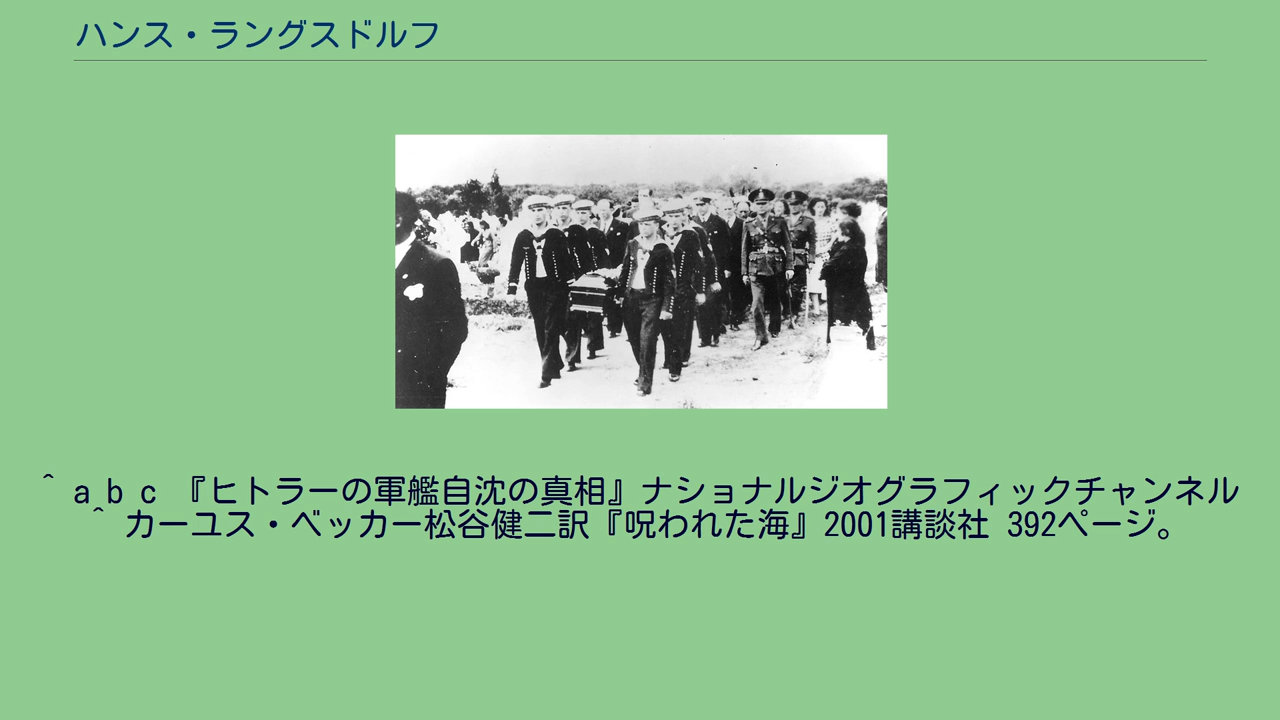 ハンス・ラングスドルフ
^ a b c 『ヒトラーの軍艦自沈の真相』ナショナルジオグラフィックチャンネル
^ カーユス・ベッカー松谷健二訳『呪われた海』2001講談社 392ページ。